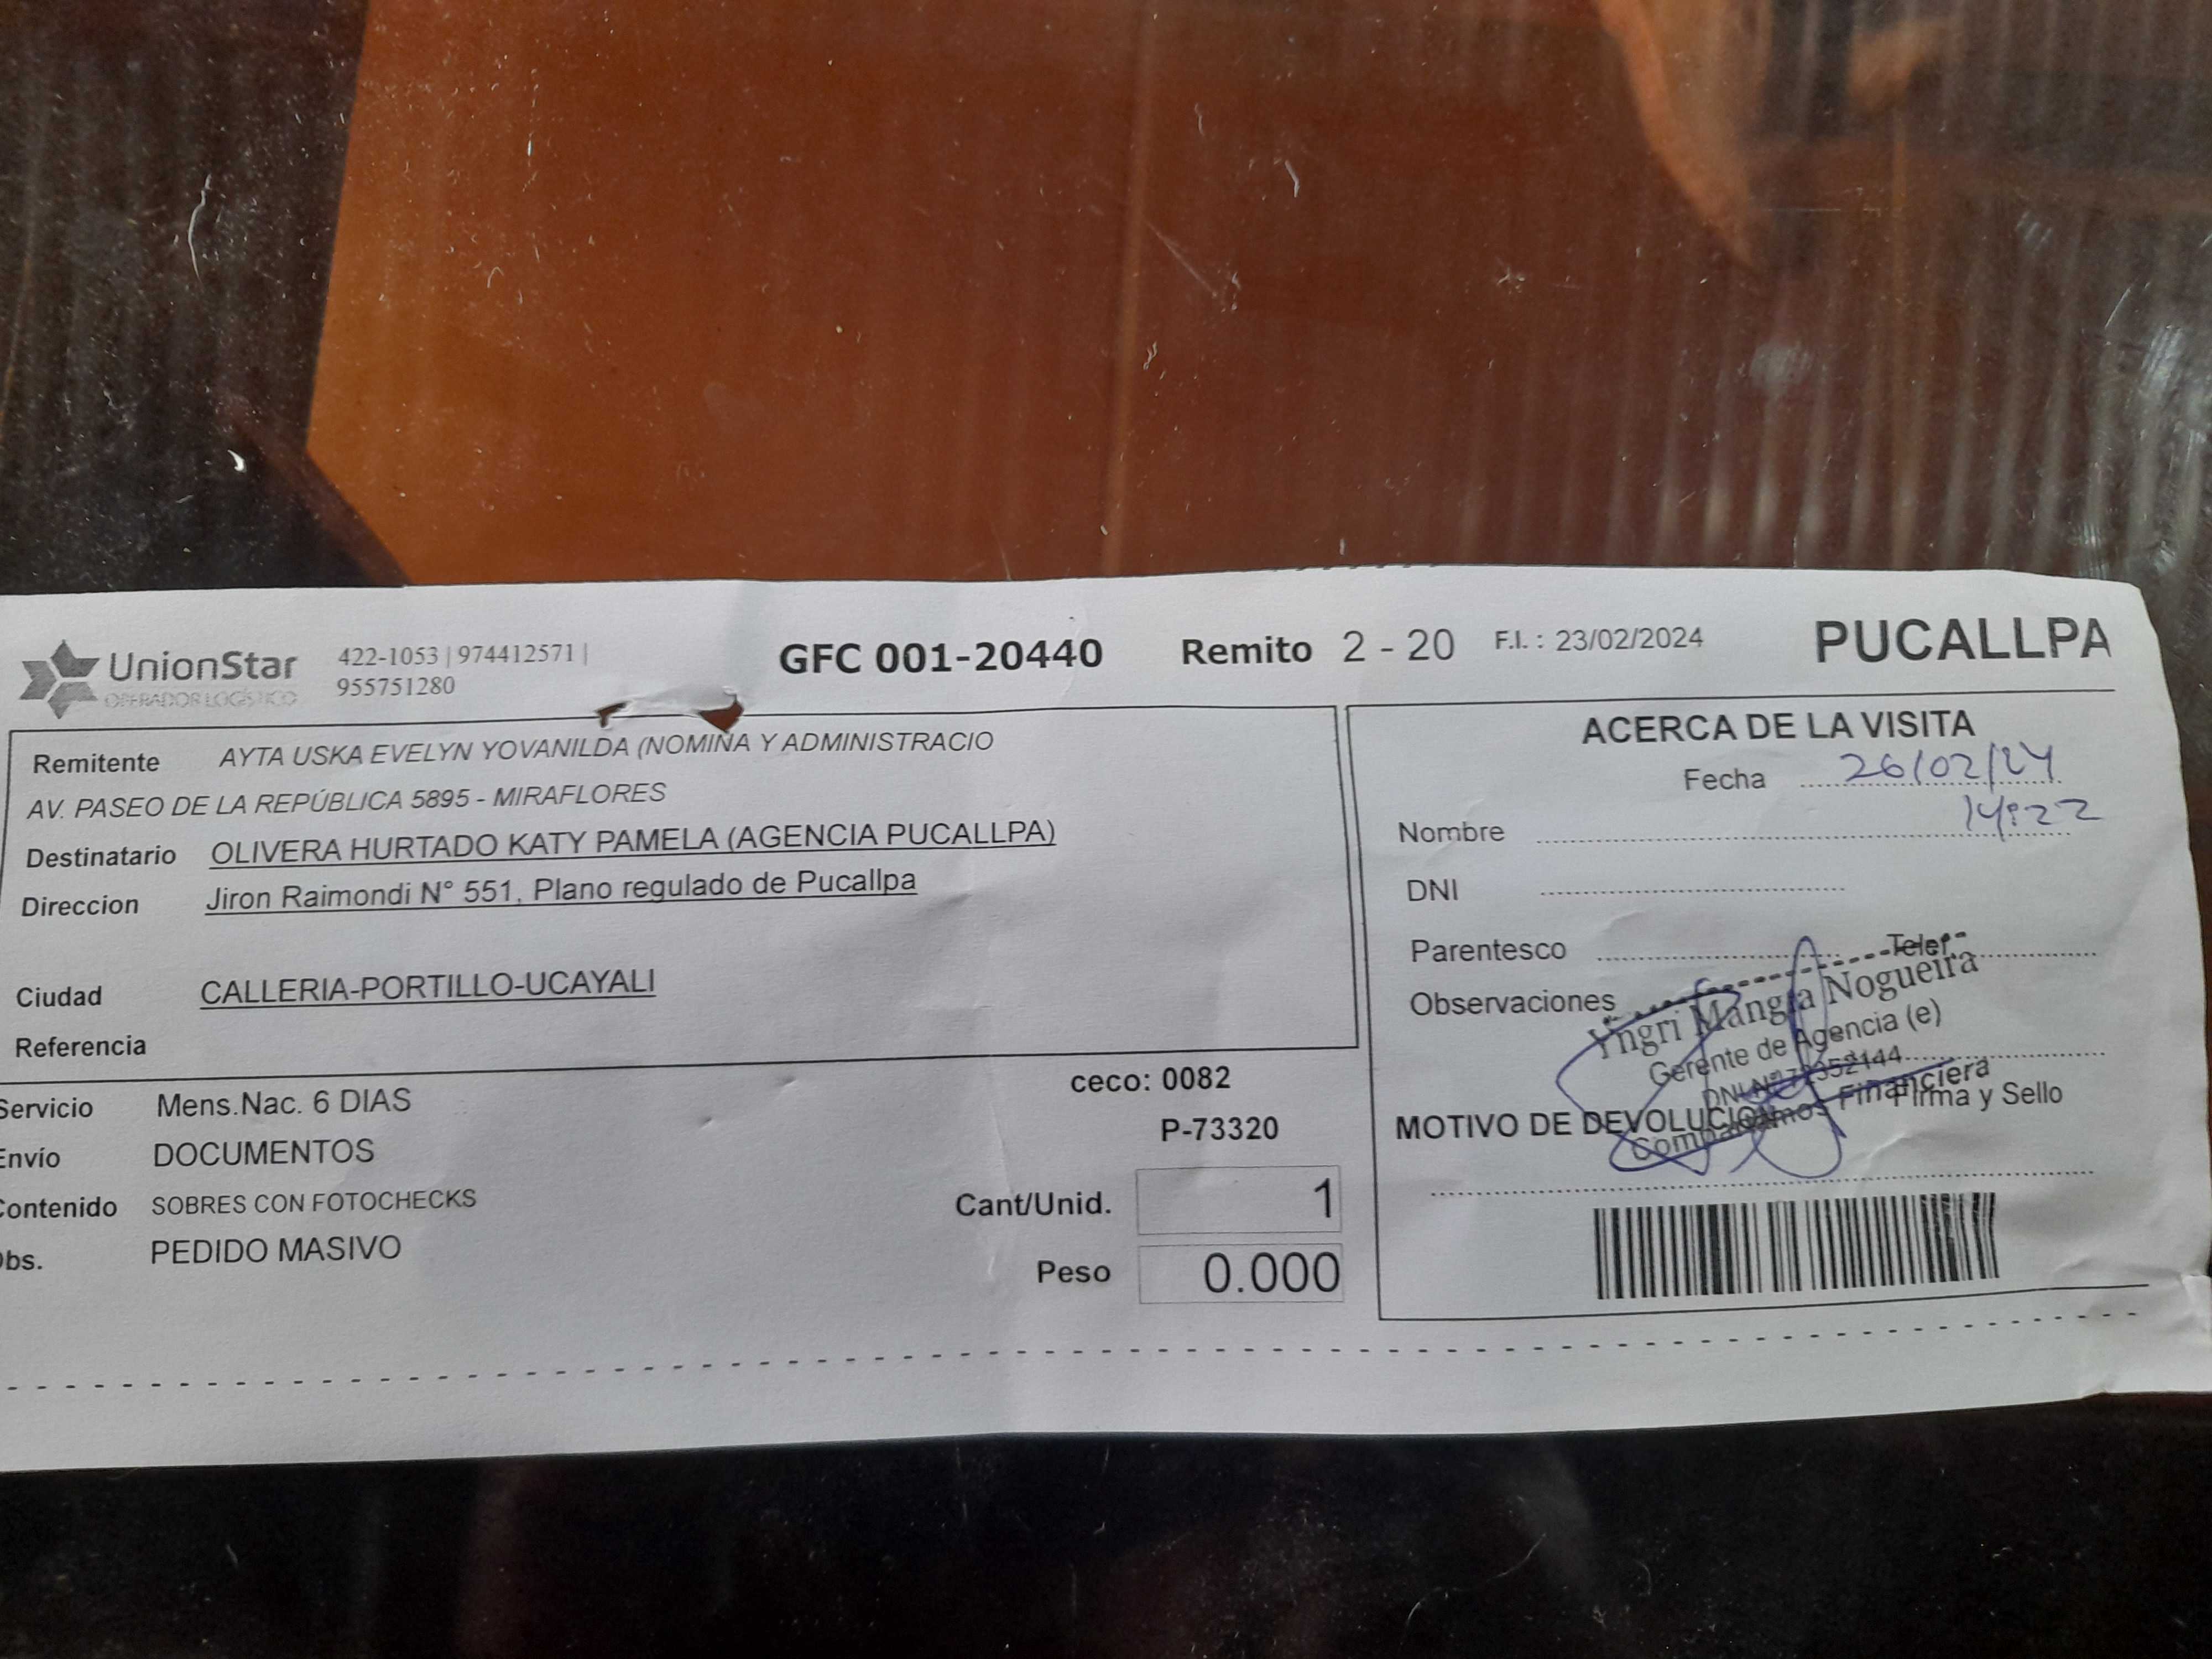 UnionStar
OPERADOR LOGÍSTICO
422-1053 | 974412571 |
955751280
GFC 001-20440
Remito 2 - 20
F.I. : 23/02/2024
PUCALLPA
Remitente AYTA USKA EVELYN YOVANILDA (NOMINA Y ADMINISTRACIO
AV. PASEO DE LA REPÚBLICA 5895 - MIRAFLORES
Destinatario OLIVERA HURTADO KATY PAMELA (AGENCIA PUCALLPA)
Direccion Jiron Raimondi N° 551, Plano regulado de Pucallpa
Ciudad CALLERIA-PORTILLO-UCAYALI
Referencia
Servicio Mens.Nac. 6 DIAS
Envío DOCUMENTOS
Contenido SOBRES CON FOTOCHECKS
Obs. PEDIDO MASIVO
ceco: 0082
P-73320
Cant/Unid. 1
Peso 0.000
ACERCA DE LA VISITA
Fecha 26/02/24
14:22
Nombre
DNI
Parentesco
Telef.
Observaciones
Yngri Nogueira
Gerente de Agencia (e)
DNI N°
Compartamos Financiera
Firma y Sello
MOTIVO DE DEVOLUCION